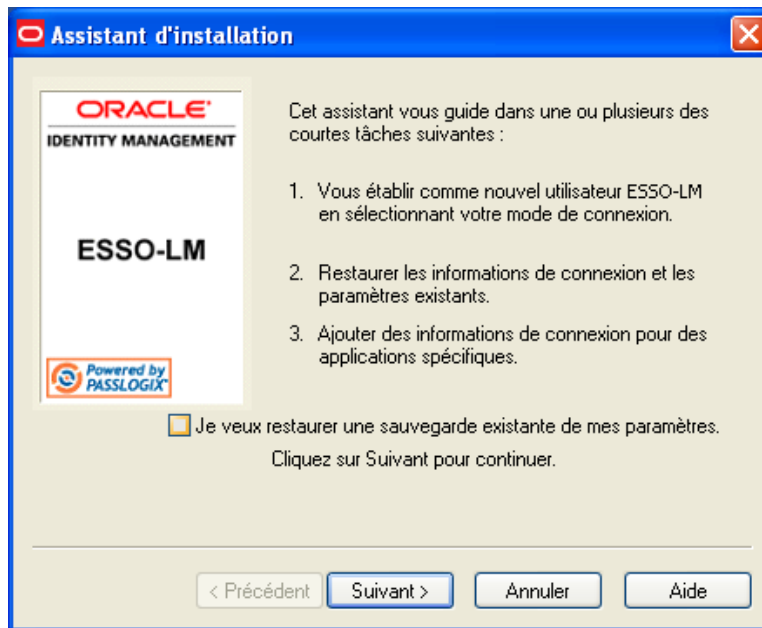 Assistant d'installation
ORACLE
IDENTITY MANAGEMENT
ESSO-LM
Powered by
PASSLOGIX
Cet assistant vous guide dans une ou plusieurs des
courtes tâches suivantes :
1. Vous établir comme nouvel utilisateur ESSO-LM
en sélectionnant votre mode de connexion.
2. Restaurer les informations de connexion et les
paramètres existants.
3. Ajouter des informations de connexion pour des
applications spécifiques.
Je veux restaurer une sauvegarde existante de mes paramètres.
Cliquez sur Suivant pour continuer.
< Précédent
Suivant >
Annuler
Aide